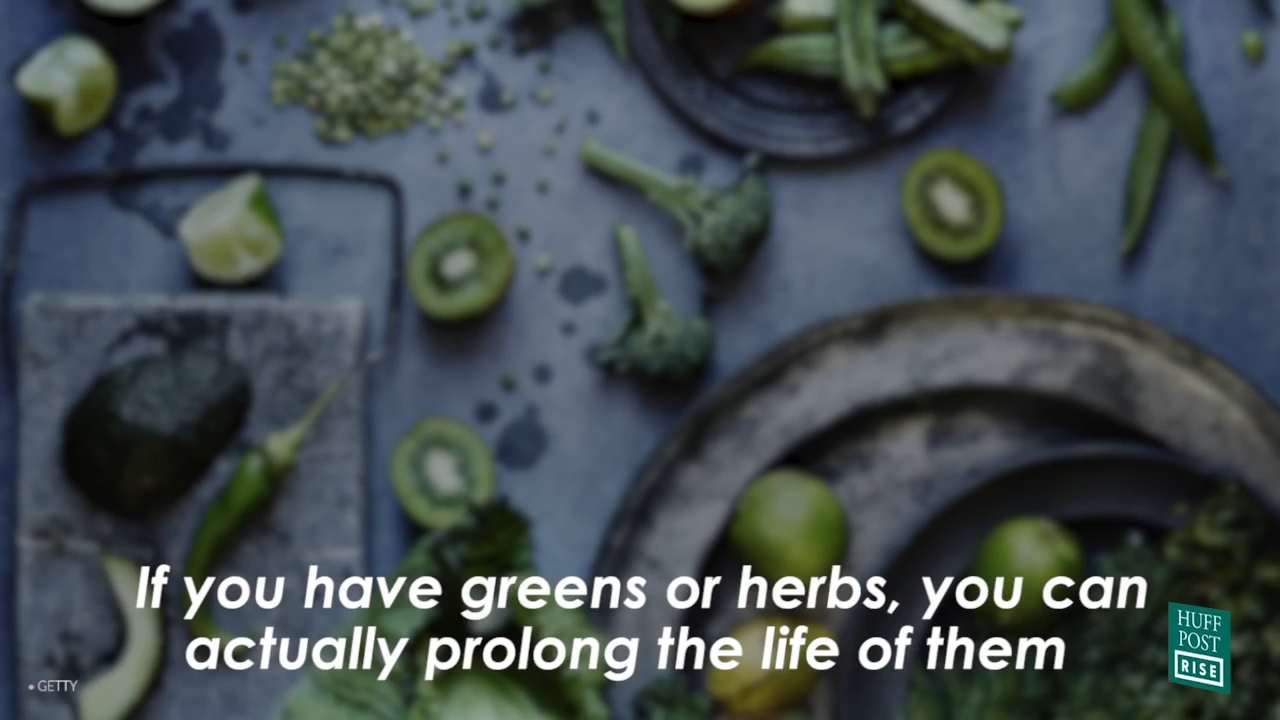 If you have greens or herbs, you can
actually prolong the life of them
HUFF
POST
RISE
• GETTY